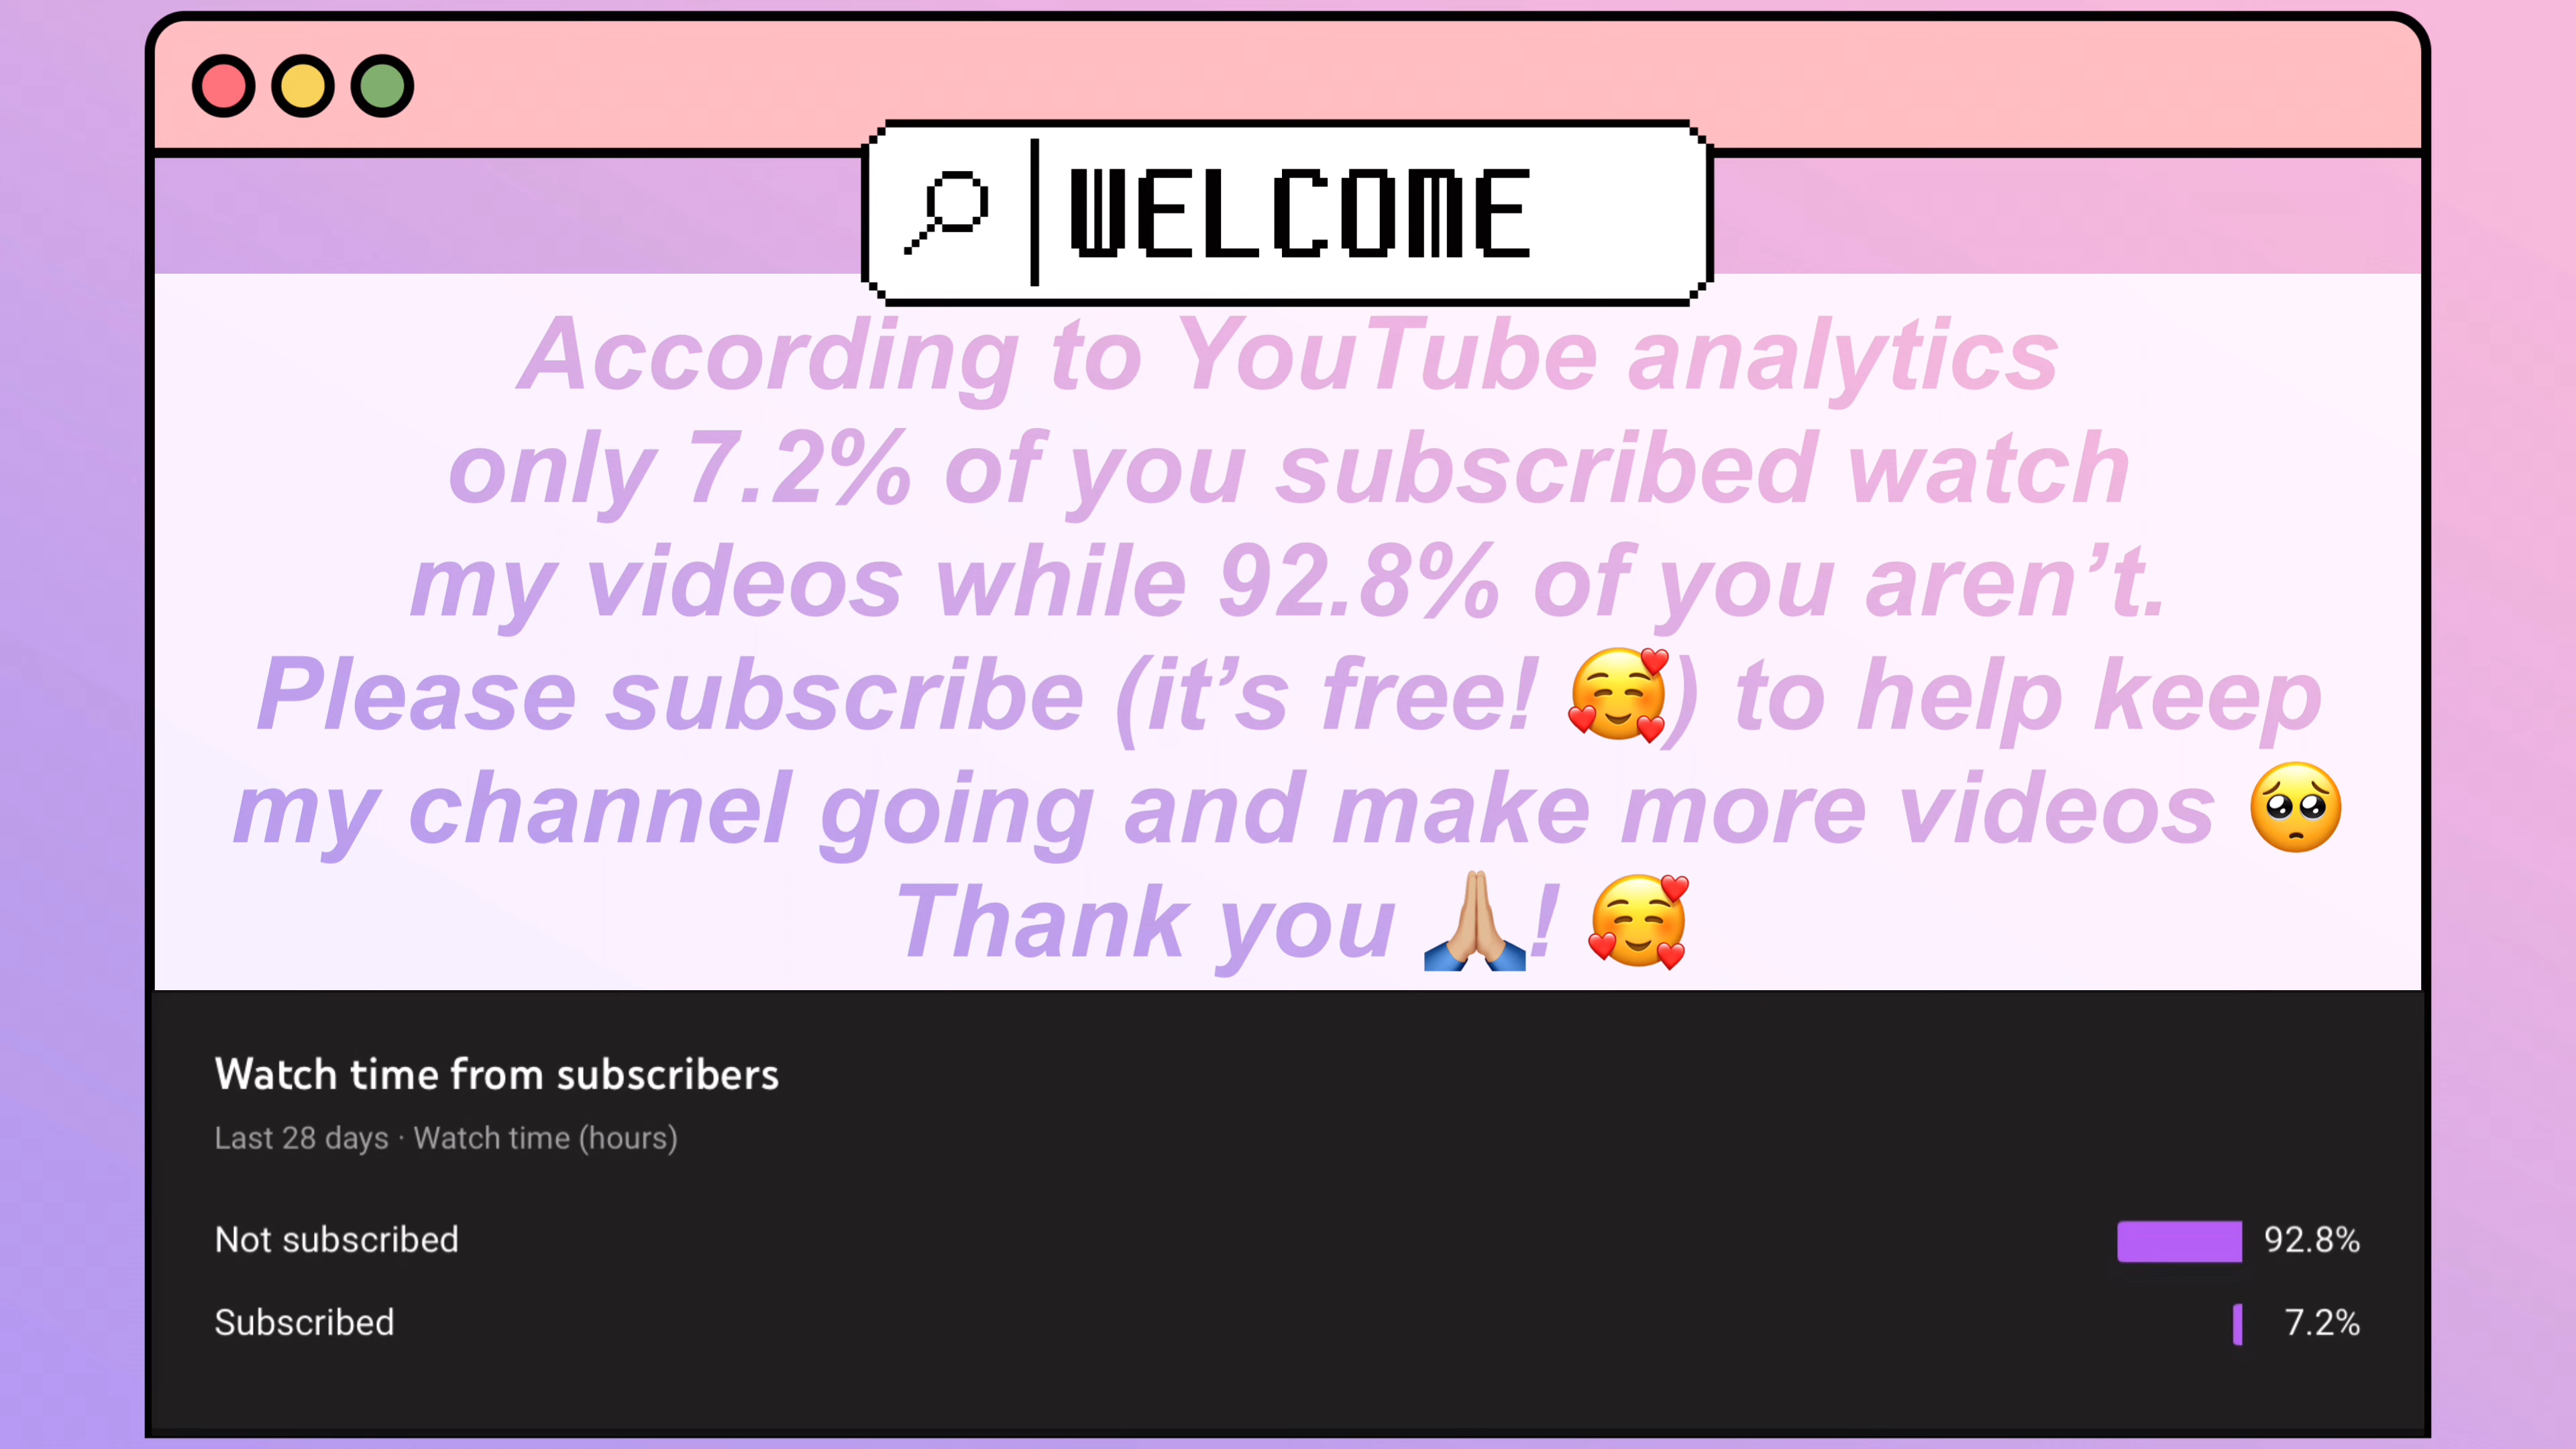 WELCOME
According to YouTube analytics
only 7.2% of you subscribed watch
my videos while 92.8% of you aren’t.
Please subscribe (it’s free! 🥰) to help keep
my channel going and make more videos 🥺
Thank you 🙏🏼! 🥰
Watch time from subscribers
Last 28 days · Watch time (hours)
Not subscribed 92.8%
Subscribed 7.2%